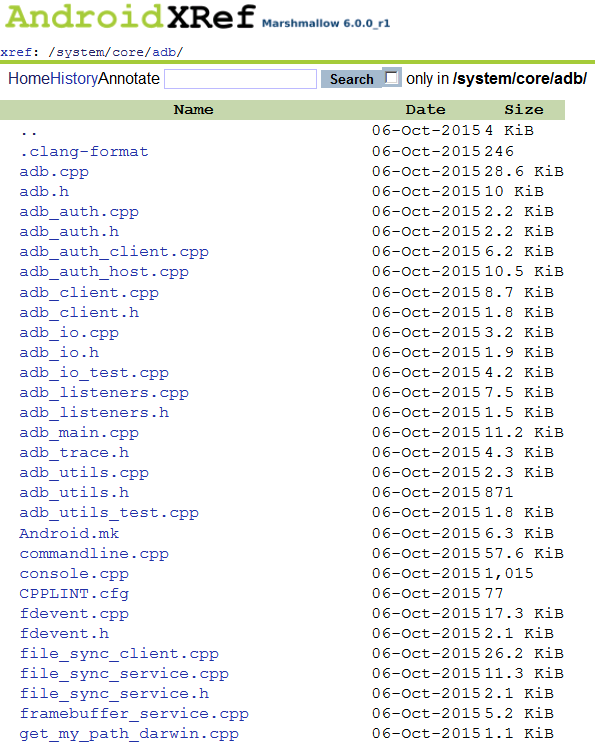 AndroidXRef Marshmallow 6.0.0_r1
xref: /system/core/adb/
HomeHistoryAnnotate Search only in /system/core/adb/
Name Date Size
.. 06-Oct-2015 4 KiB
.clang-format 06-Oct-2015 246
adb.cpp 06-Oct-2015 28.6 KiB
adb.h 06-Oct-2015 10 KiB
adb_auth.cpp 06-Oct-2015 2.2 KiB
adb_auth.h 06-Oct-2015 2.2 KiB
adb_auth_client.cpp 06-Oct-2015 6.2 KiB
adb_auth_host.cpp 06-Oct-2015 10.5 KiB
adb_client.cpp 06-Oct-2015 8.7 KiB
adb_client.h 06-Oct-2015 1.8 KiB
adb_io.cpp 06-Oct-2015 3.2 KiB
adb_io.h 06-Oct-2015 1.9 KiB
adb_io_test.cpp 06-Oct-2015 4.2 KiB
adb_listeners.cpp 06-Oct-2015 7.5 KiB
adb_listeners.h 06-Oct-2015 1.5 KiB
adb_main.cpp 06-Oct-2015 11.2 KiB
adb_trace.h 06-Oct-2015 4.3 KiB
adb_utils.cpp 06-Oct-2015 2.3 KiB
adb_utils.h 06-Oct-2015 871
adb_utils_test.cpp 06-Oct-2015 1.8 KiB
Android.mk 06-Oct-2015 6.3 KiB
commandline.cpp 06-Oct-2015 57.6 KiB
console.cpp 06-Oct-2015 1,015
CPPLINT.cfg 06-Oct-2015 77
fdevent.cpp 06-Oct-2015 17.3 KiB
fdevent.h 06-Oct-2015 2.1 KiB
file_sync_client.cpp 06-Oct-2015 26.2 KiB
file_sync_service.cpp 06-Oct-2015 11.3 KiB
file_sync_service.h 06-Oct-2015 2.1 KiB
framebuffer_service.cpp 06-Oct-2015 5.2 KiB
get_my_path_darwin.cpp 06-Oct-2015 1.1 KiB